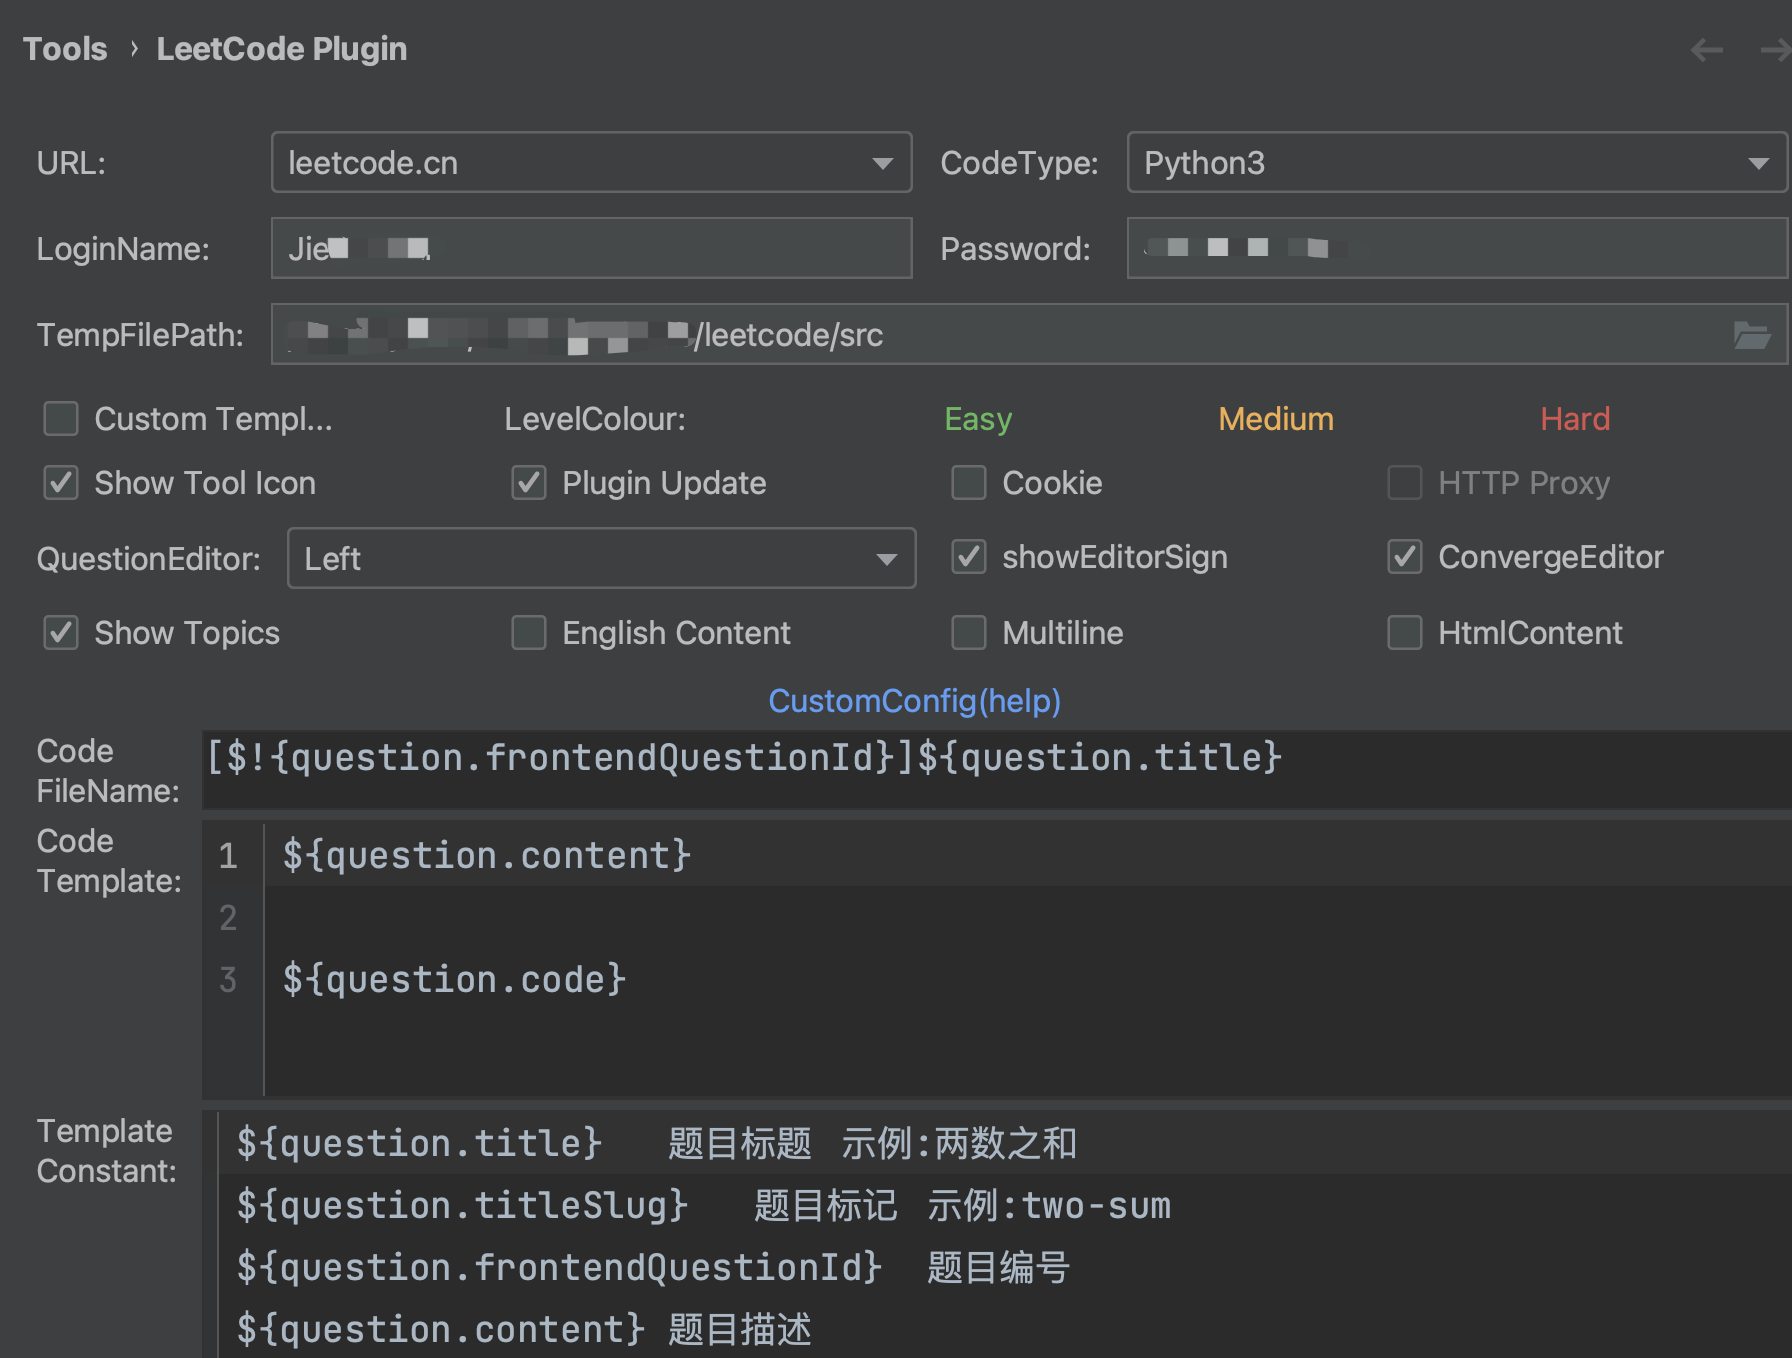 Tools › LeetCode Plugin
URL: leetcode.cn CodeType: Python3
LoginName: Jie Password:
TempFilePath: /leetcode/src
Custom Templ... LevelColour: Easy Medium Hard
Show Tool Icon Plugin Update Cookie HTTP Proxy
QuestionEditor: Left showEditorSign ConvergeEditor
Show Topics English Content Multiline HtmlContent
CustomConfig(help)
Code FileName: [$!{question.frontendQuestionId}]${question.title}
Code Template:
1 ${question.content}
2
3 ${question.code}
Template Constant:
${question.title} 题目标题 示例:两数之和
${question.titleSlug} 题目标记 示例:two-sum
${question.frontendQuestionId} 题目编号
${question.content} 题目描述